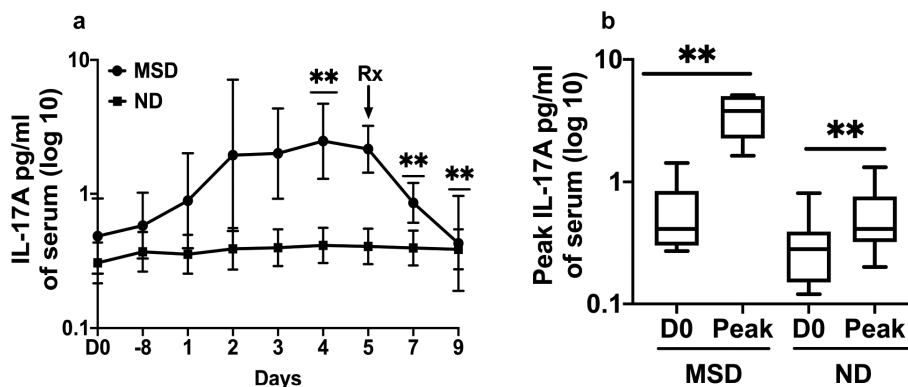 a
b
10
MSD
ND
**
Rx
**
**
1
0.1
D0 -8 1 2 3 4 5 7 9
Days
IL-17A pg/ml
of serum (log 10)
10
**
**
1
0.1
D0 Peak D0 Peak
MSD ND
Peak IL-17A pg/ml
of serum (log 10)